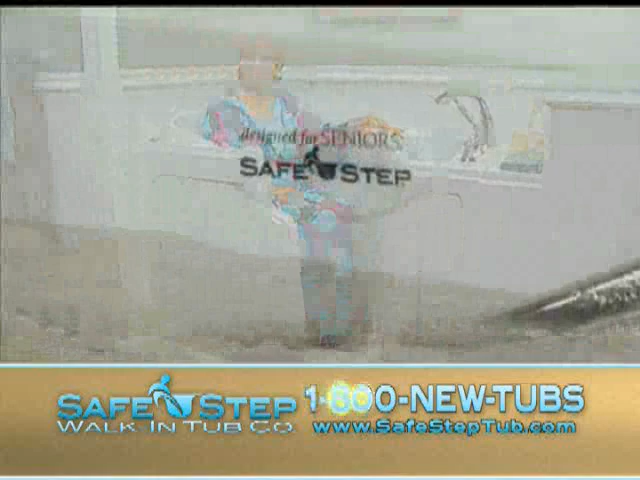 designed for SENIORS
SAFE STEP
SAFE STEP
WALK IN TUB CO
1-800-NEW-TUBS
www.SafeStepTub.com